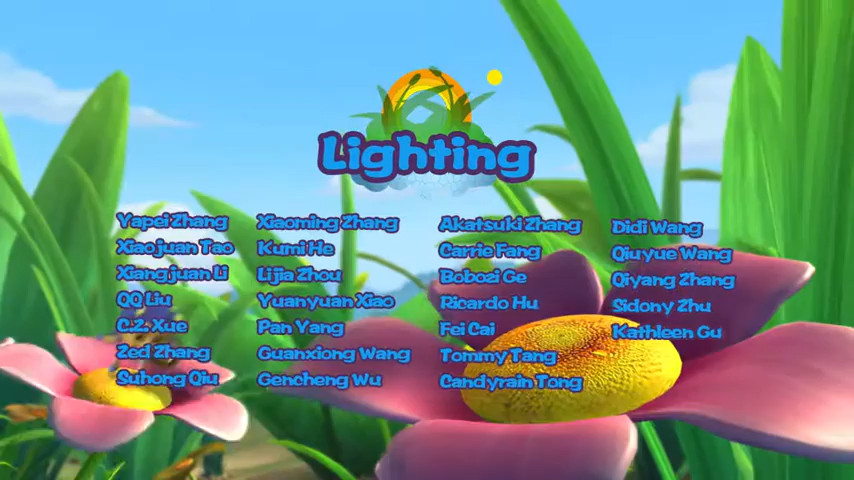 Lighting
Yapei Zhang
Xiaojuan Tao
Xiangjuan Li
QQ Liu
C.Z. Xue
Zed Zhang
Suhong Qiu
Xiaoming Zhang
Kumi He
Lijia Zhou
Yuanyuan Xiao
Pan Yang
Guanxiong Wang
Gencheng Wu
Akatsuki Zhang
Carrie Fang
Bobozi Ge
Ricardo Hu
Fei Cai
Tommy Tang
Candyrain Tong
Didi Wang
Qiuyue Wang
Qiyang Zhang
Sidony Zhu
Kathleen Gu